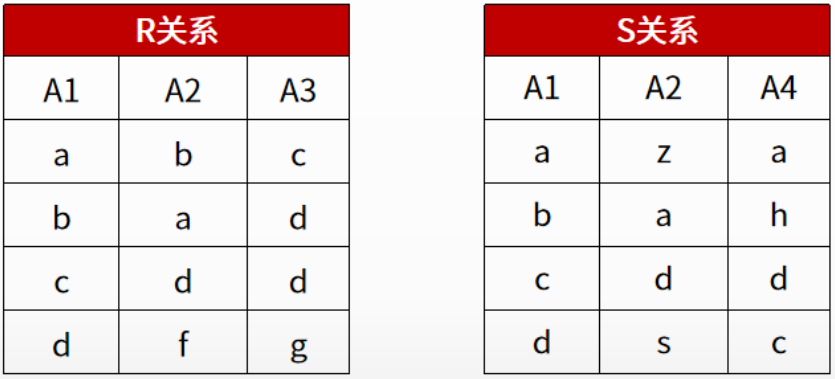 R关系
A1 A2 A3
a b c
b a d
c d d
d f g
S关系
A1 A2 A4
a z a
b a h
c d d
d s c